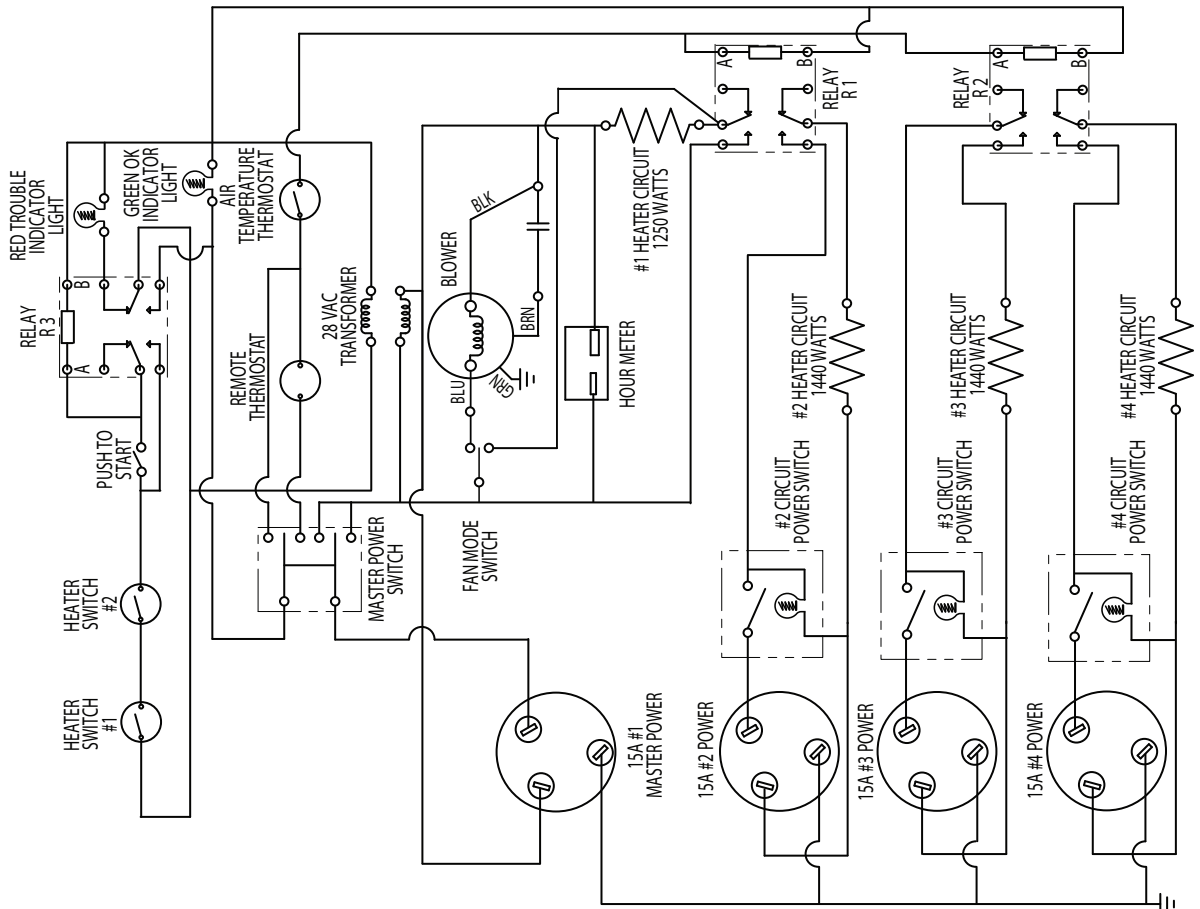 RED TROUBLE
INDICATOR
LIGHT
GREEN OK
INDICATOR
LIGHT
AIR
TEMPERATURE
THERMOSTAT
RELAY
R 3
B
A
PUSH TO
START
HEATER
SWITCH
#2
HEATER
SWITCH
#1
REMOTE
THERMOSTAT
28 VAC
TRANSFORMER
MASTER POWER
SWITCH
BLOWER
BLK
BRN
BLU
GRN
FAN MODE
SWITCH
HOUR METER
#1 HEATER CIRCUIT
1250 WATTS
A
B
RELAY
R 1
A
B
RELAY
R 2
#2 HEATER CIRCUIT
1440 WATTS
#3 HEATER CIRCUIT
1440 WATTS
#4 HEATER CIRCUIT
1440 WATTS
#2 CIRCUIT
POWER SWITCH
#3 CIRCUIT
POWER SWITCH
#4 CIRCUIT
POWER SWITCH
15A #1
MASTER POWER
15A #2 POWER
15A #3 POWER
15A #4 POWER